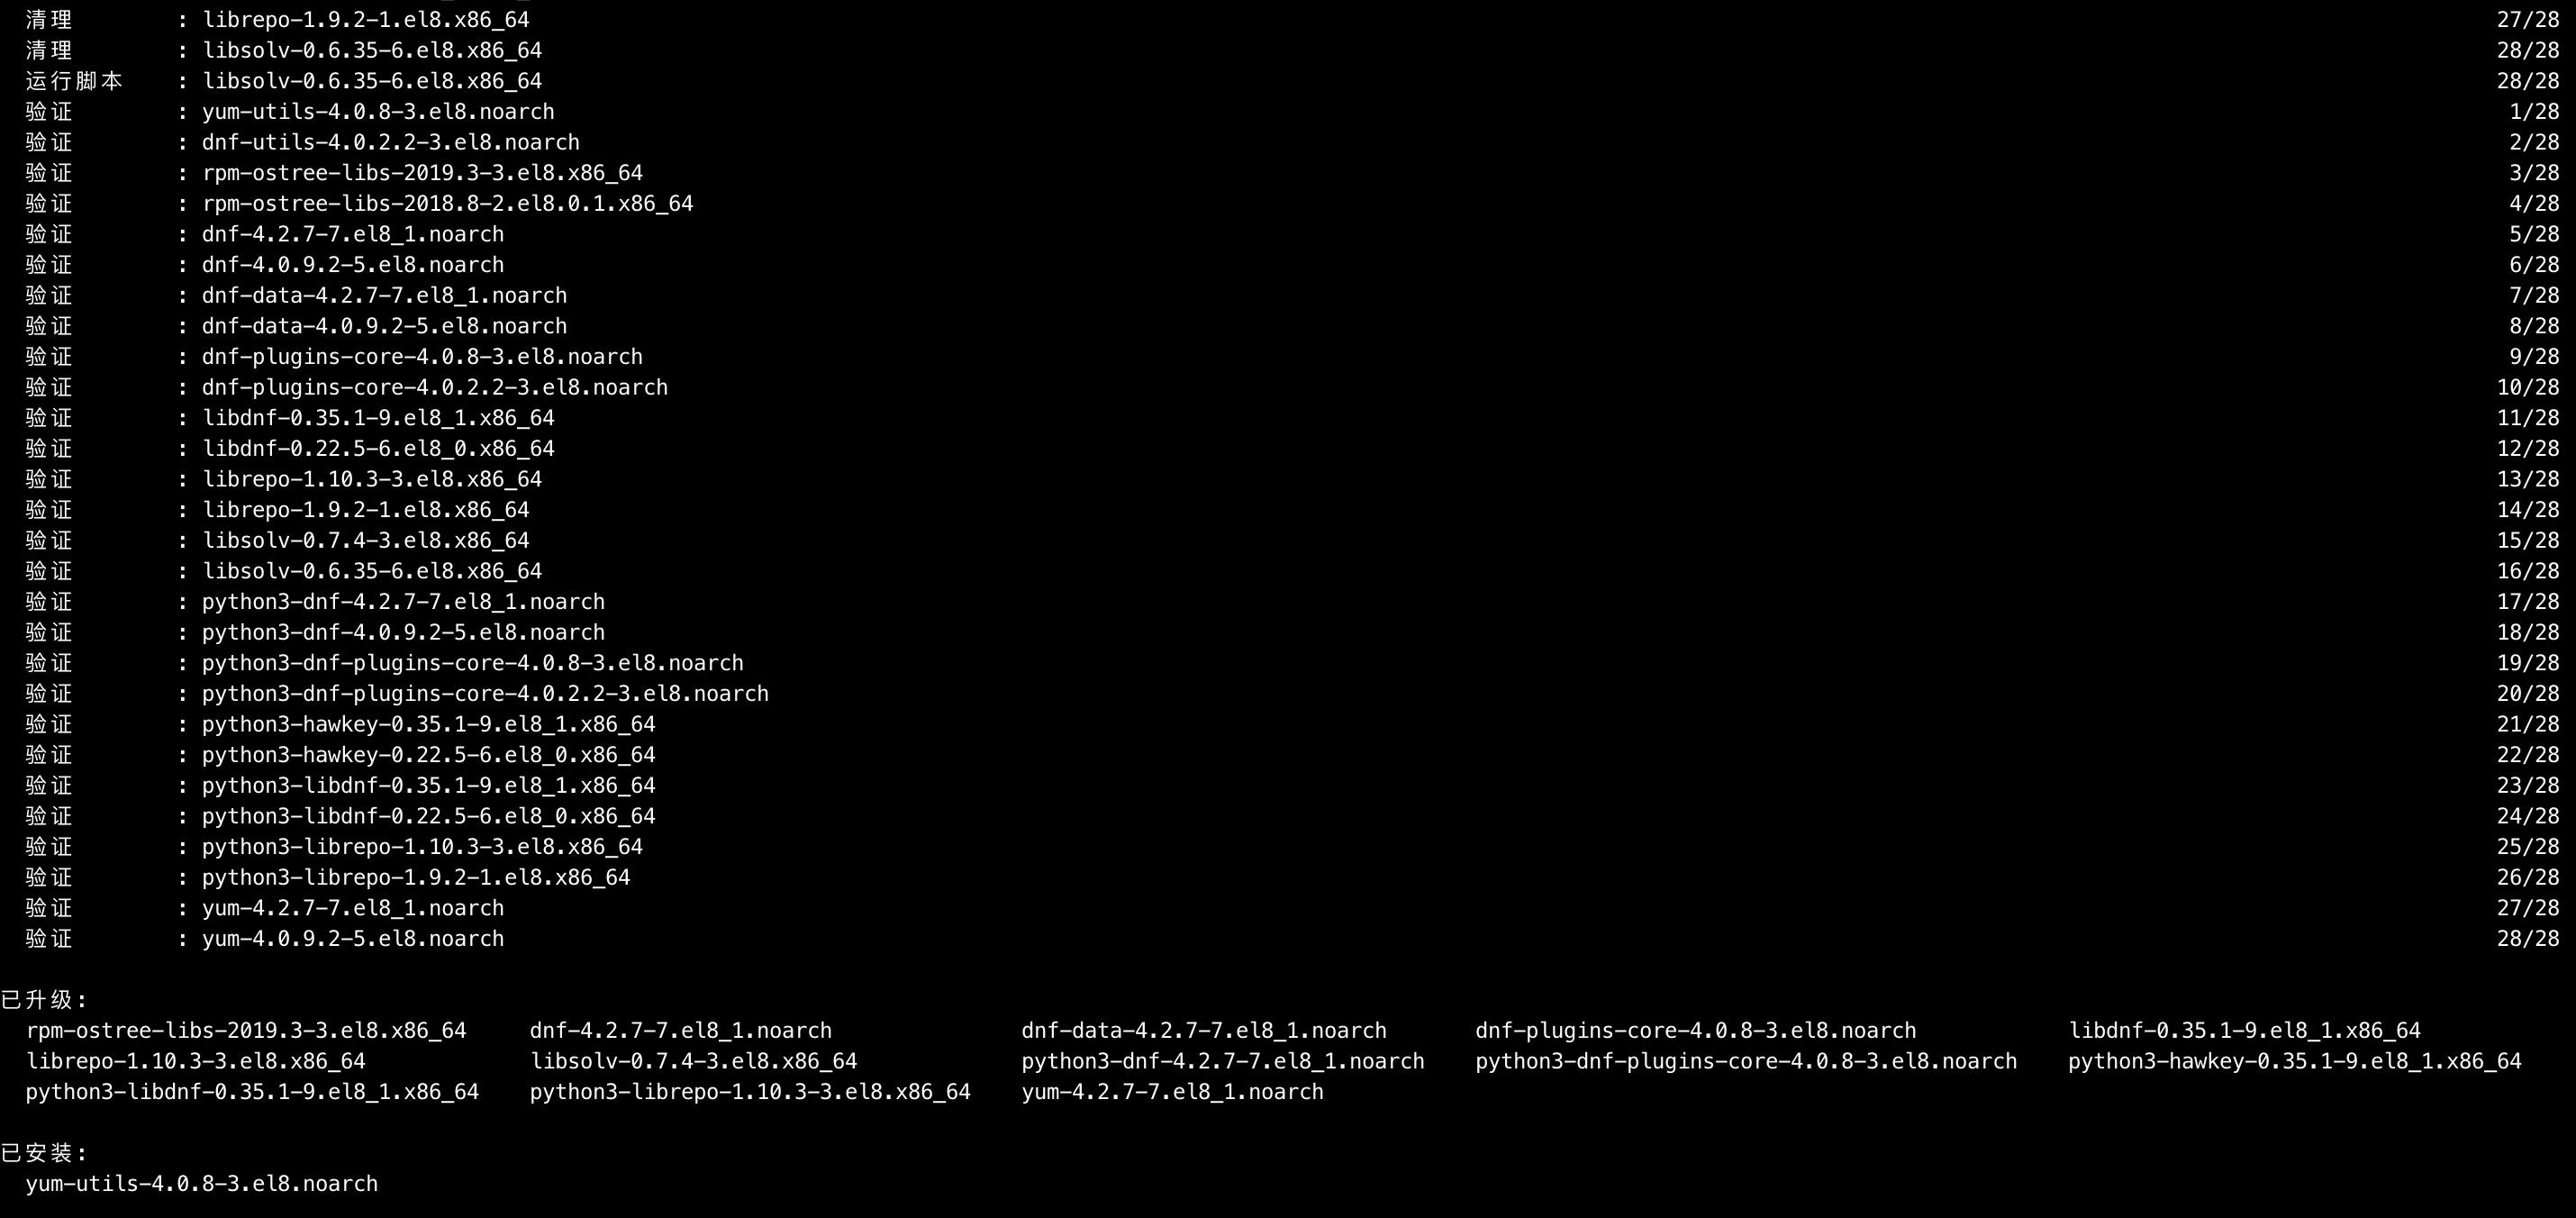 清理 : librepo-1.9.2-1.el8.x86_64 27/28
清理 : libsolv-0.6.35-6.el8.x86_64 28/28
运行脚本 : libsolv-0.6.35-6.el8.x86_64 28/28
验证 : yum-utils-4.0.8-3.el8.noarch 1/28
验证 : dnf-utils-4.0.2.2-3.el8.noarch 2/28
验证 : rpm-ostree-libs-2019.3-3.el8.x86_64 3/28
验证 : rpm-ostree-libs-2018.8-2.el8.0.1.x86_64 4/28
验证 : dnf-4.2.7-7.el8_1.noarch 5/28
验证 : dnf-4.0.9.2-5.el8.noarch 6/28
验证 : dnf-data-4.2.7-7.el8_1.noarch 7/28
验证 : dnf-data-4.0.9.2-5.el8.noarch 8/28
验证 : dnf-plugins-core-4.0.8-3.el8.noarch 9/28
验证 : dnf-plugins-core-4.0.2.2-3.el8.noarch 10/28
验证 : libdnf-0.35.1-9.el8_1.x86_64 11/28
验证 : libdnf-0.22.5-6.el8_0.x86_64 12/28
验证 : librepo-1.10.3-3.el8.x86_64 13/28
验证 : librepo-1.9.2-1.el8.x86_64 14/28
验证 : libsolv-0.7.4-3.el8.x86_64 15/28
验证 : libsolv-0.6.35-6.el8.x86_64 16/28
验证 : python3-dnf-4.2.7-7.el8_1.noarch 17/28
验证 : python3-dnf-4.0.9.2-5.el8.noarch 18/28
验证 : python3-dnf-plugins-core-4.0.8-3.el8.noarch 19/28
验证 : python3-dnf-plugins-core-4.0.2.2-3.el8.noarch 20/28
验证 : python3-hawkey-0.35.1-9.el8_1.x86_64 21/28
验证 : python3-hawkey-0.22.5-6.el8_0.x86_64 22/28
验证 : python3-libdnf-0.35.1-9.el8_1.x86_64 23/28
验证 : python3-libdnf-0.22.5-6.el8_0.x86_64 24/28
验证 : python3-librepo-1.10.3-3.el8.x86_64 25/28
验证 : python3-librepo-1.9.2-1.el8.x86_64 26/28
验证 : yum-4.2.7-7.el8_1.noarch 27/28
验证 : yum-4.0.9.2-5.el8.noarch 28/28
已升级:
rpm-ostree-libs-2019.3-3.el8.x86_64 dnf-4.2.7-7.el8_1.noarch dnf-data-4.2.7-7.el8_1.noarch dnf-plugins-core-4.0.8-3.el8.noarch libdnf-0.35.1-9.el8_1.x86_64
librepo-1.10.3-3.el8.x86_64 libsolv-0.7.4-3.el8.x86_64 python3-dnf-4.2.7-7.el8_1.noarch python3-dnf-plugins-core-4.0.8-3.el8.noarch python3-hawkey-0.35.1-9.el8_1.x86_64
python3-libdnf-0.35.1-9.el8_1.x86_64 python3-librepo-1.10.3-3.el8.x86_64 yum-4.2.7-7.el8_1.noarch
已安装:
yum-utils-4.0.8-3.el8.noarch